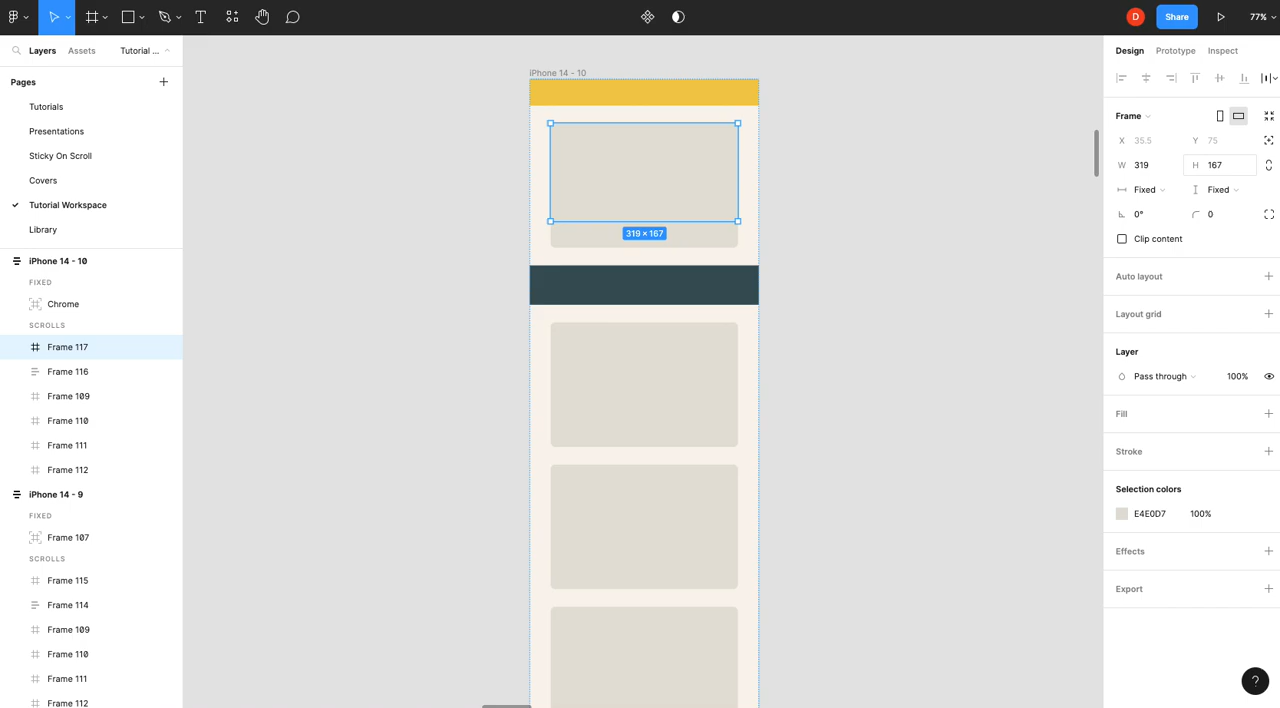 D
Share
77%
Layers
Assets
Tutorial ...
Pages
Tutorials
Presentations
Sticky On Scroll
Covers
Tutorial Workspace
Library
iPhone 14 - 10
FIXED
Chrome
SCROLLS
Frame 117
Frame 116
Frame 109
Frame 110
Frame 111
Frame 112
iPhone 14 - 9
FIXED
Frame 107
SCROLLS
Frame 115
Frame 114
Frame 109
Frame 110
Frame 111
Frame 112
iPhone 14 - 10
319 × 167
Design
Prototype
Inspect
Frame
X 35.5
Y 75
W 319
H 167
Fixed
Fixed
0°
0
Clip content
Auto layout
Layout grid
Layer
Pass through
100%
Fill
Stroke
Selection colors
E4E0D7
100%
Effects
Export
?